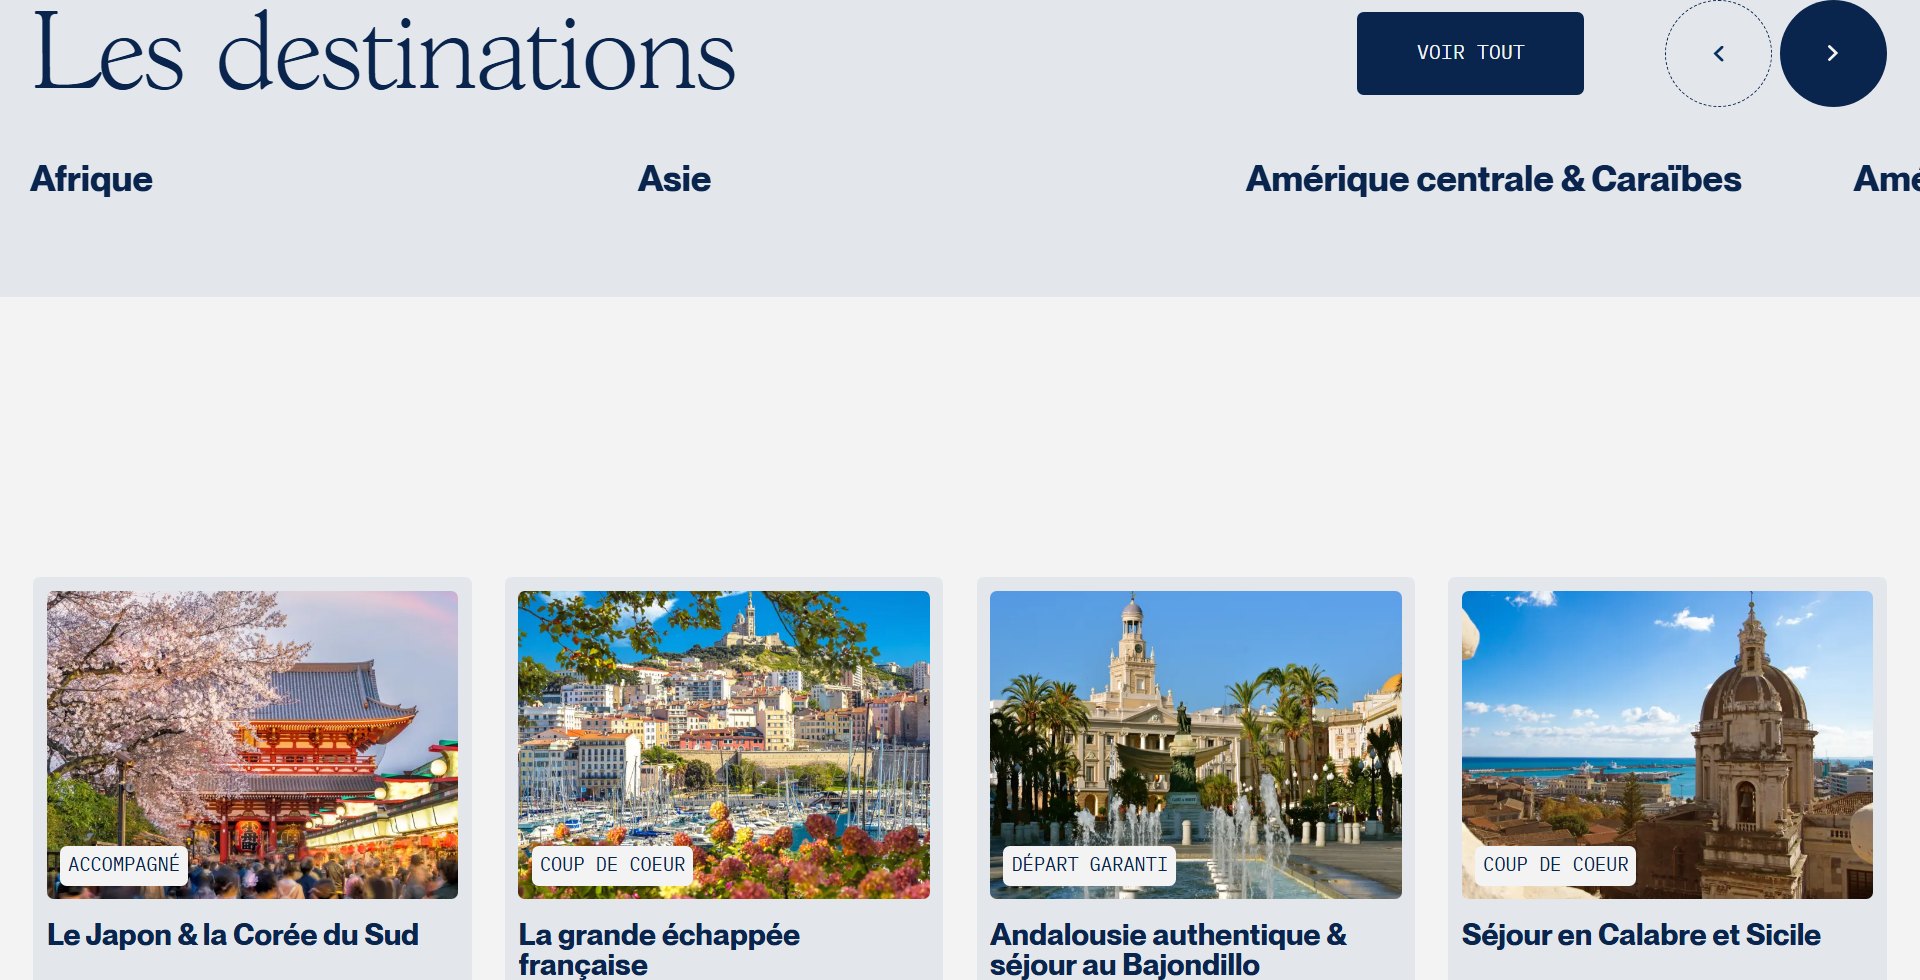 Les destinations
VOIR TOUT
Afrique
Asie
Amérique centrale & Caraïbes
Amé
ACCOMPAGNÉ
COUP DE COEUR
DÉPART GARANTI
COUP DE COEUR
Le Japon & la Corée du Sud
La grande échappée
française
Andalousie authentique &
séjour au Bajondillo
Séjour en Calabre et Sicile